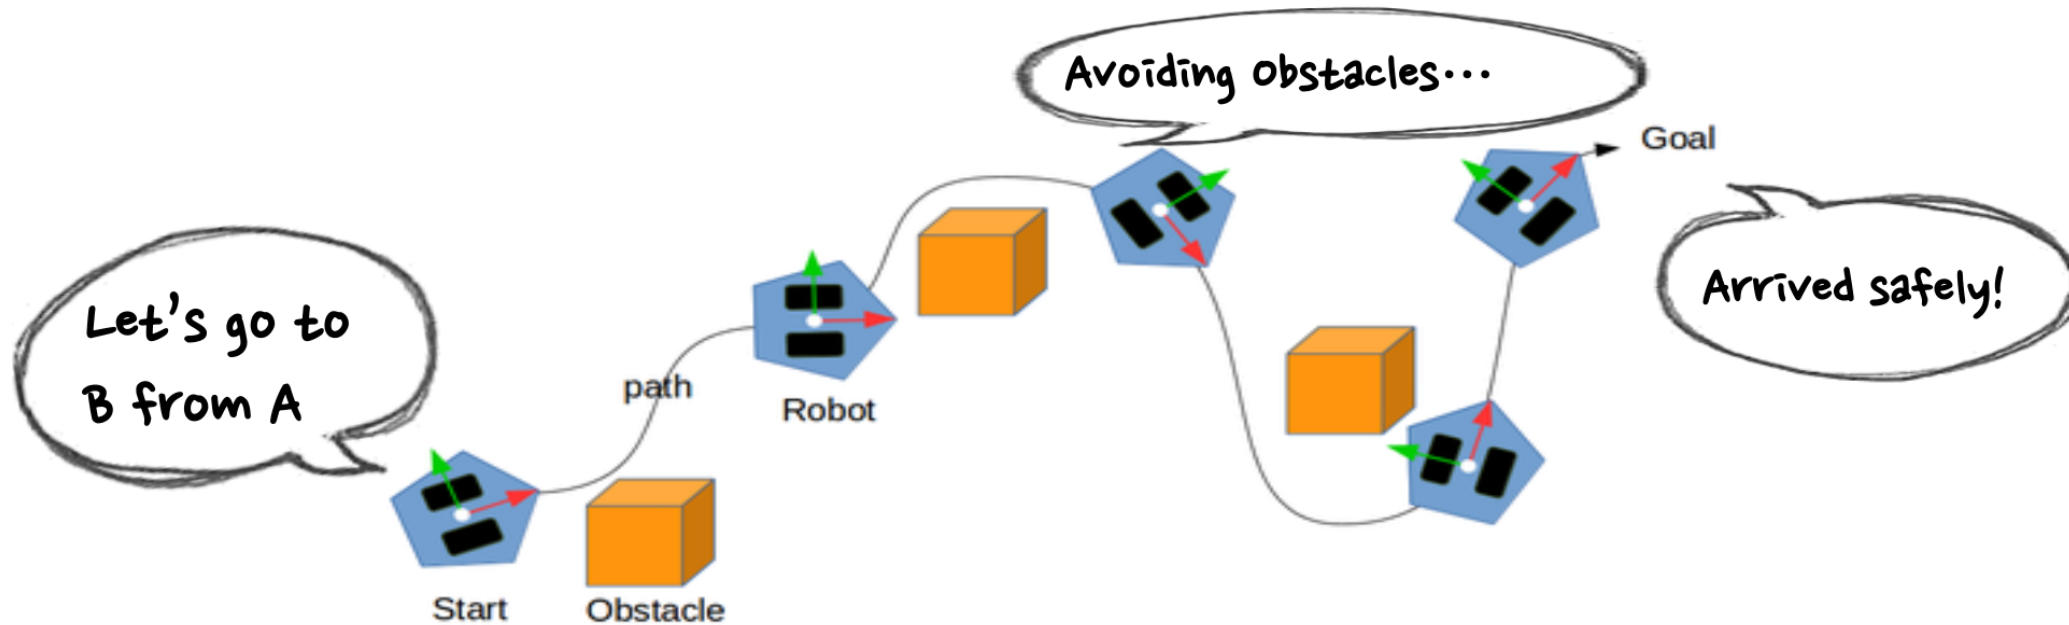 Avoiding obstacles...
Goal
Let's go to
B from A
Arrived safely!
path
Robot
Start
Obstacle